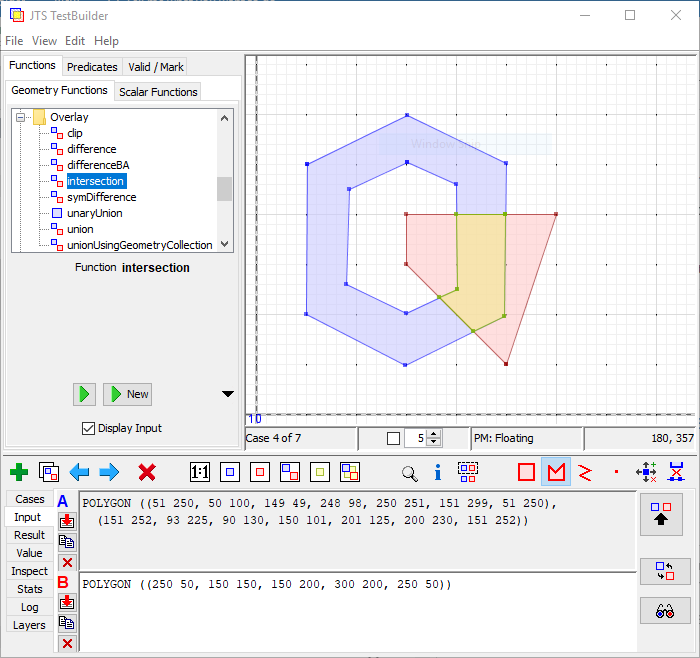 JTS TestBuilder
File View Edit Help
Functions Predicates Valid / Mark
Geometry Functions Scalar Functions
Overlay
clip
difference
differenceBA
intersection
symDifference
unaryUnion
union
unionUsingGeometryCollection
Function intersection
New
Display Input
Window
10
Case 4 of 7
5
PM: Floating
180, 357
1:1
i
Cases
Input
Result
Value
Inspect
Stats
Log
Layers
A
POLYGON ((51 250, 50 100, 149 49, 248 98, 250 251, 151 299, 51 250),
(151 252, 93 225, 90 130, 150 101, 201 125, 200 230, 151 252))
B
POLYGON ((250 50, 150 150, 150 200, 300 200, 250 50))